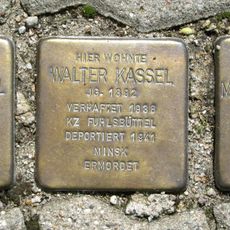 HIER WOHNTE
WALTER KASSEL
JG. 1892
VERHAFTET 1938
KZ FUHLSBÜTTEL
DEPORTIERT 1941
MINSK
ERMORDET